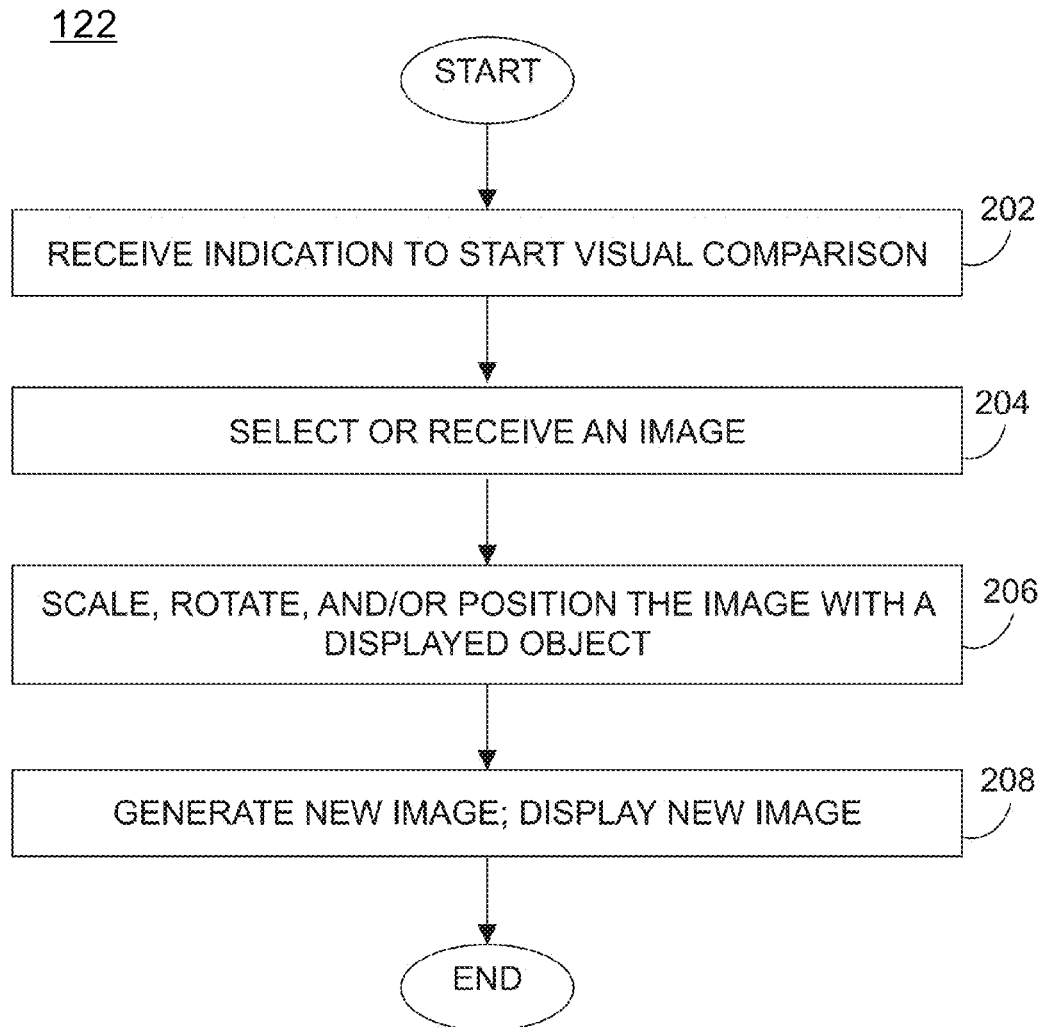 122
START
202
RECEIVE INDICATION TO START VISUAL COMPARISON
204
SELECT OR RECEIVE AN IMAGE
206
SCALE, ROTATE, AND/OR POSITION THE IMAGE WITH A
DISPLAYED OBJECT
208
GENERATE NEW IMAGE; DISPLAY NEW IMAGE
END